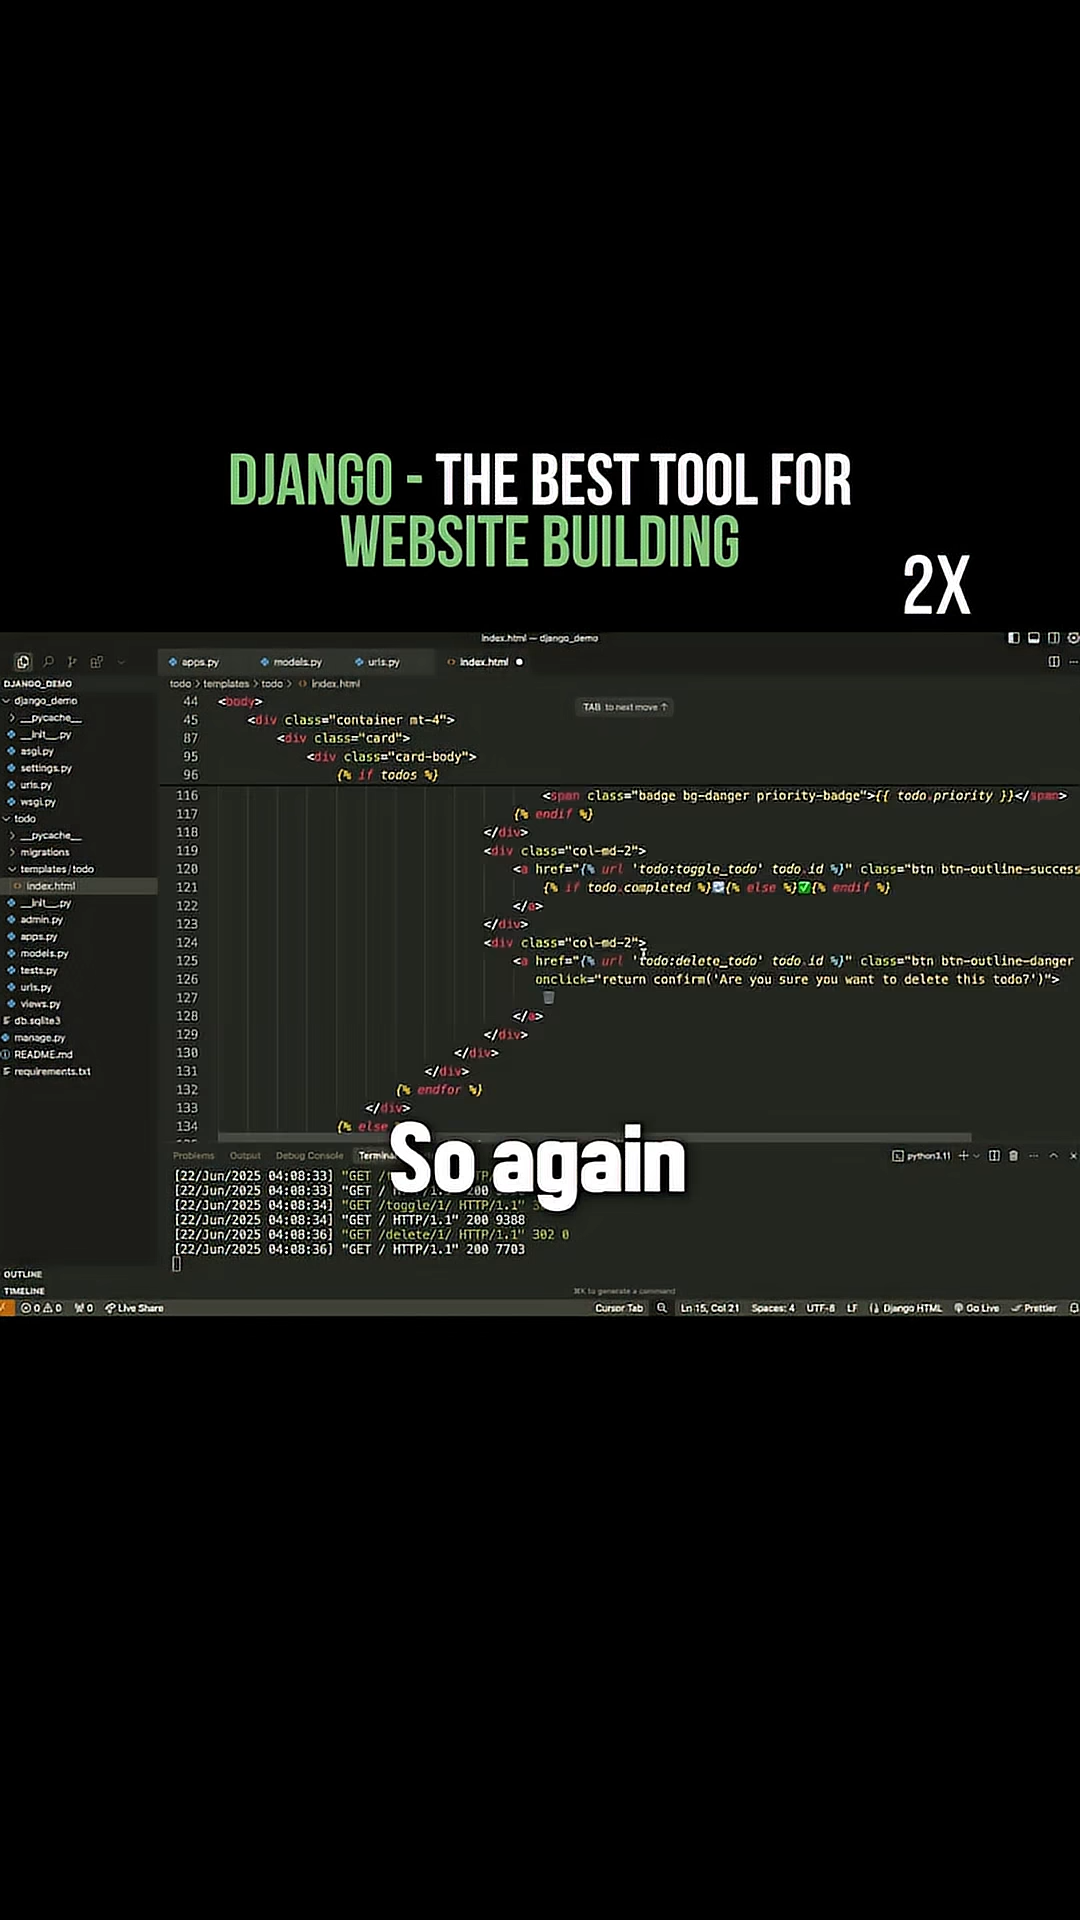 DJANGO - THE BEST TOOL FOR
WEBSITE BUILDING
2X
index.html — django_demo
apps.py
models.py
urls.py
index.html
DJANGO_DEMO
todo > templates > todo > index.html
django_demo
__pycache__
__init__.py
asgi.py
settings.py
urls.py
wsgi.py
todo
__pycache__
migrations
templates/todo
index.html
__init__.py
admin.py
apps.py
models.py
tests.py
urls.py
views.py
db.sqlite3
manage.py
README.md
requirements.txt
OUTLINE
TIMELINE
TAB to next move ↑
44 <body>
45 <div class="container mt-4">
87 <div class="card">
95 <div class="card-body">
96 {% if todos %}
116 <span class="badge bg-danger priority-badge">{{ todo.priority }}</span>
117 {% endif %}
118 </div>
119 <div class="col-md-2">
120 <a href="{% url 'todo:toggle_todo' todo.id %}" class="btn btn-outline-success
121 {% if todo.completed %}🔄{% else %}✅{% endif %}
122 </a>
123 </div>
124 <div class="col-md-2">
125 <a href="{% url 'todo:delete_todo' todo.id %}" class="btn btn-outline-danger
126 onclick="return confirm('Are you sure you want to delete this todo?')">
127 🗑
128 </a>
129 </div>
130 </div>
131 </div>
132 {% endfor %}
133 </div>
134 {% else
So again
Problems Output Debug Console Termina
python3.11
[22/Jun/2025 04:08:33] "GET /
[22/Jun/2025 04:08:33] "GET / 200
[22/Jun/2025 04:08:34] "GET /toggle/1/ HTTP/1.1"
[22/Jun/2025 04:08:34] "GET / HTTP/1.1" 200 9388
[22/Jun/2025 04:08:36] "GET /delete/1/ HTTP/1.1" 302 0
[22/Jun/2025 04:08:36] "GET / HTTP/1.1" 200 7703
⌘K to generate a command
0 0 0 Live Share
Cursor Tab Ln 15, Col 21 Spaces: 4 UTF-8 LF Django HTML Go Live Prettier